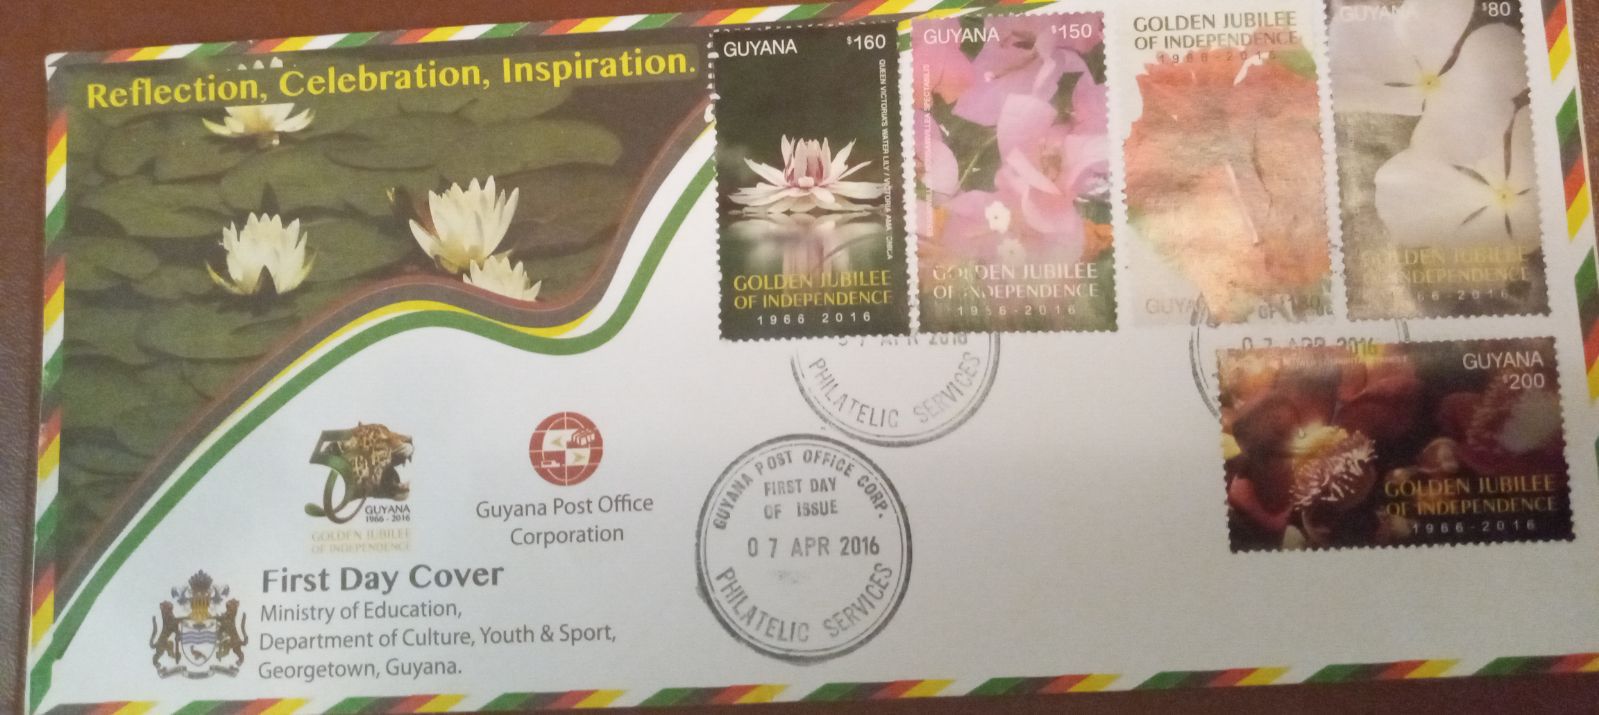 Reflection, Celebration, Inspiration.
GUYANA $160
QUEEN VICTORIA'S WATER LILY / VICTORIA
GOLDEN JUBILEE
OF INDEPENDENCE
1966 2016
GUYANA $150
GOLDEN JUBILEE
OF INDEPENDENCE
1966-2016
GOLDEN JUBILEE
OF INDEPENDENCE
1966-2016
GUYANA
GUYANA $80
GOLDEN JUBILEE
OF INDEPENDENCE
1966-2016
GUYANA
$200
GOLDEN JUBILEE
OF INDEPENDENCE
1966-2016
APR 2016
PHILATELIC SERVICES
07 APR 2016
GUYANA POST OFFICE CORP.
FIRST DAY
OF ISSUE
07 APR 2016
PHILATELIC SERVICES
GUYANA
1966-2016
GOLDEN JUBILEE
OF INDEPENDENCE
Guyana Post Office
Corporation
First Day Cover
Ministry of Education,
Department of Culture, Youth & Sport,
Georgetown, Guyana.